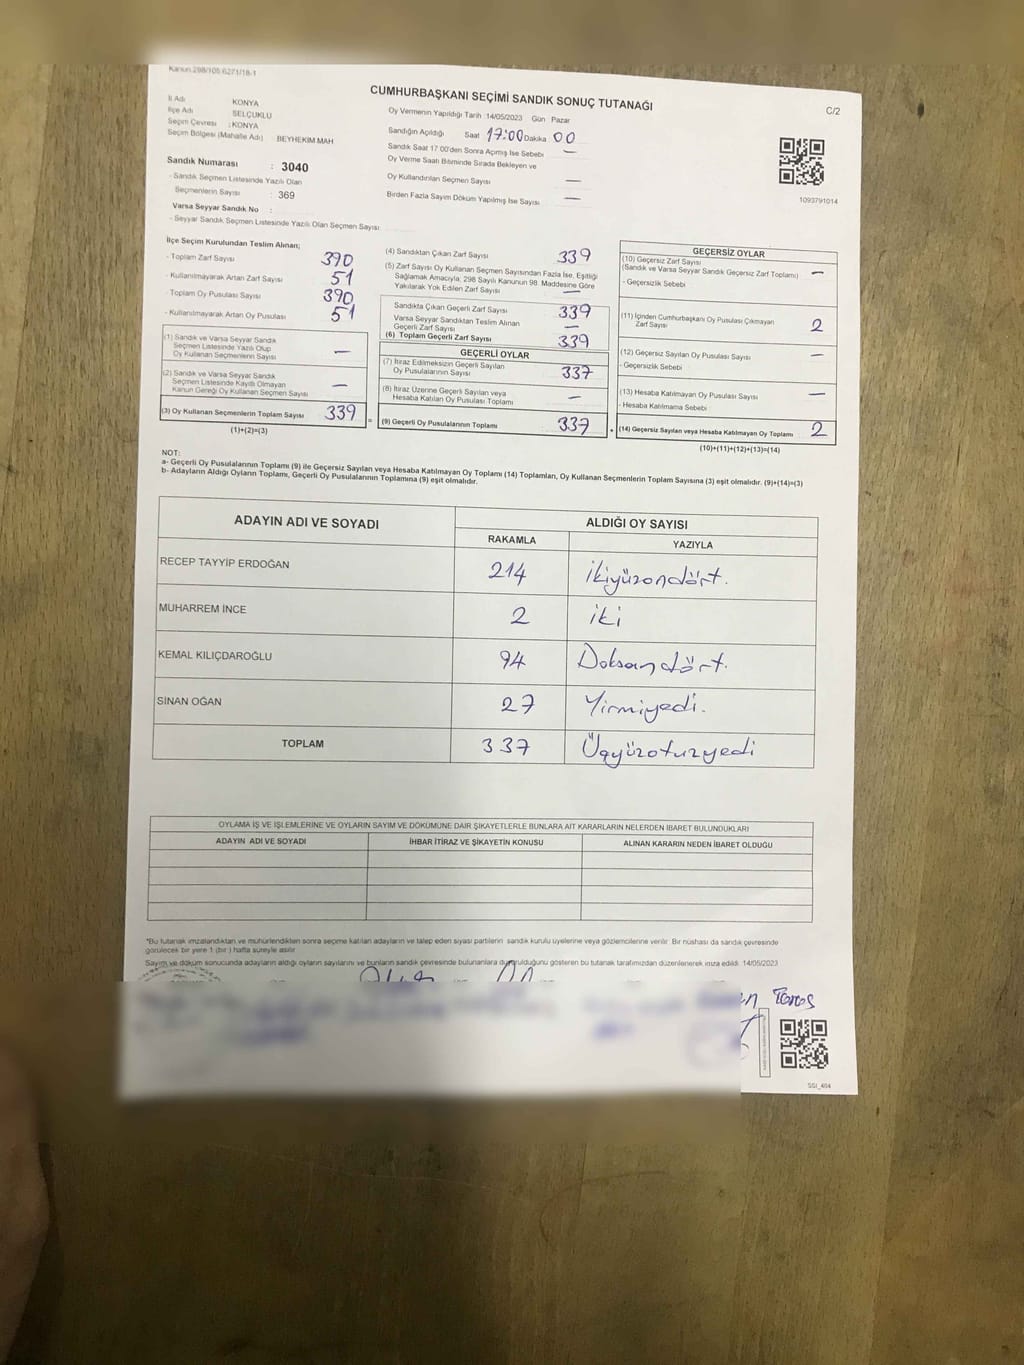 Kanun:298/105 6271/18-1
CUMHURBAŞKANI SEÇİMİ SANDIK SONUÇ TUTANAĞI
C/2
İl Adı KONYA
İlçe Adı SELÇUKLU
Seçim Çevresi : KONYA
Seçim Bölgesi (Mahalle Adı) BEYHEKİM MAH
Sandık Numarası : 3040
- Sandık Seçmen Listesinde Yazılı Olan
Seçmenlerin Sayısı : 369
Varsa Seyyar Sandık No :
- Seyyar Sandık Seçmen Listesinde Yazılı Olan Seçmen Sayısı
Oy Vermenin Yapıldığı Tarih :14/05/2023 Gün Pazar
Sandığın Açıldığı Saat 17:00 Dakika 00
Sandık Saat 17 00'den Sonra Açımış İse Sebebi —
Oy Verme Saati Bitiminde Sırada Bekleyen ve
Oy Kullandırılan Seçmen Sayısı —
Birden Fazla Sayım Döküm Yapılmış İse Sayısı —
1093791014
İlçe Seçim Kurulundan Teslim Alınan;
- Toplam Zarf Sayısı 390
- Kullanılmayarak Artan Zarf Sayısı 51
- Toplam Oy Pusulası Sayısı 390
- Kullanılmayarak Artan Oy Pusulası 51
(1) Sandık ve Varsa Seyyar Sandık
Seçmen Listesinde Yazılı Olup
Oy Kullanan Seçmenlerin Sayısı —
(2) Sandık ve Varsa Seyyar Sandık
Seçmen Listesinde Kayıtlı Olmayan
Kanun Gereği Oy Kullanan Seçmen Sayısı —
(3) Oy Kullanan Seçmenlerin Toplam Sayısı 339 =
(1)+(2)=(3)
(4) Sandıktan Çıkan Zarf Sayısı 339
(5) Zarf Sayısı Oy Kullanan Seçmen Sayısından Fazla İse, Eşitliği
Sağlamak Amacıyla; 298 Sayılı Kanunun 98. Maddesine Göre
Yakılarak Yok Edilen Zarf Sayısı —
Sandıkta Çıkan Geçerli Zarf Sayısı 339
Varsa Seyyar Sandıktan Teslim Alınan
Geçerli Zarf Sayısı —
(6) Toplam Geçerli Zarf Sayısı 339
GEÇERLİ OYLAR
(7) İtiraz Edilmeksizin Geçerli Sayılan
Oy Pusulalarının Sayısı 337
(8) İtiraz Üzerine Geçerli Sayılan veya
Hesaba Katılan Oy Pusulası Toplamı —
(9) Geçerli Oy Pusulalarının Toplamı 337 +
GEÇERSİZ OYLAR
(10) Geçersiz Zarf Sayısı
(Sandık ve Varsa Seyyar Sandık Geçersiz Zarf Toplamı) —
- Geçersizlik Sebebi
(11) İçinden Cumhurbaşkanı Oy Pusulası Çıkmayan
Zarf Sayısı 2
(12) Geçersiz Sayılan Oy Pusulası Sayısı —
- Geçersizlik Sebebi
(13) Hesaba Katılmayan Oy Pusulası Sayısı —
- Hesaba Katılmama Sebebi
(14) Geçersiz Sayılan veya Hesaba Katılmayan Oy Toplamı 2
(10)+(11)+(12)+(13)=(14)
NOT:
a- Geçerli Oy Pusulalarının Toplamı (9) ile Geçersiz Sayılan veya Hesaba Katılmayan Oy Toplamı (14) Toplamları, Oy Kullanan Seçmenlerin Toplam Sayısına (3) eşit olmalıdır. (9)+(14)=(3)
b- Adayların Aldığı Oyların Toplamı, Geçerli Oy Pusulalarının Toplamına (9) eşit olmalıdır.
ADAYIN ADI VE SOYADI ALDIĞI OY SAYISI
RAKAMLA YAZIYLA
RECEP TAYYİP ERDOĞAN 214 İkiyüzondört.
MUHARREM İNCE 2 iki
KEMAL KILIÇDAROĞLU 94 Doksandört.
SİNAN OĞAN 27 Yirmiyedi.
TOPLAM 337 Üçyüzotuzyedi
OYLAMA İŞ VE İŞLEMLERİNE VE OYLARIN SAYIM VE DÖKÜMÜNE DAİR ŞİKAYETLERLE BUNLARA AİT KARARLARIN NELERDEN İBARET BULUNDUKLARI
ADAYIN ADI VE SOYADI İHBAR İTİRAZ VE ŞİKAYETİN KONUSU ALINAN KARARIN NEDEN İBARET OLDUĞU
*Bu tutanak imzalandıktan ve mühürlendikten sonra seçime katılan adayların ve talep eden siyasi partilerin sandık kurulu üyelerine veya gözlemcilerine verilir. Bir nüshası da sandık çevresinde
görülecek bir yere 1 (bir) hafta süreyle asılır
Sayım ve döküm sonucunda adayların aldığı oyların sayılarını ve bunların sandık çevresinde bulunanlara duyurulduğunu gösteren bu tutanak tarafımızdan düzenlenerek imza edildi. 14/05/2023
Toros